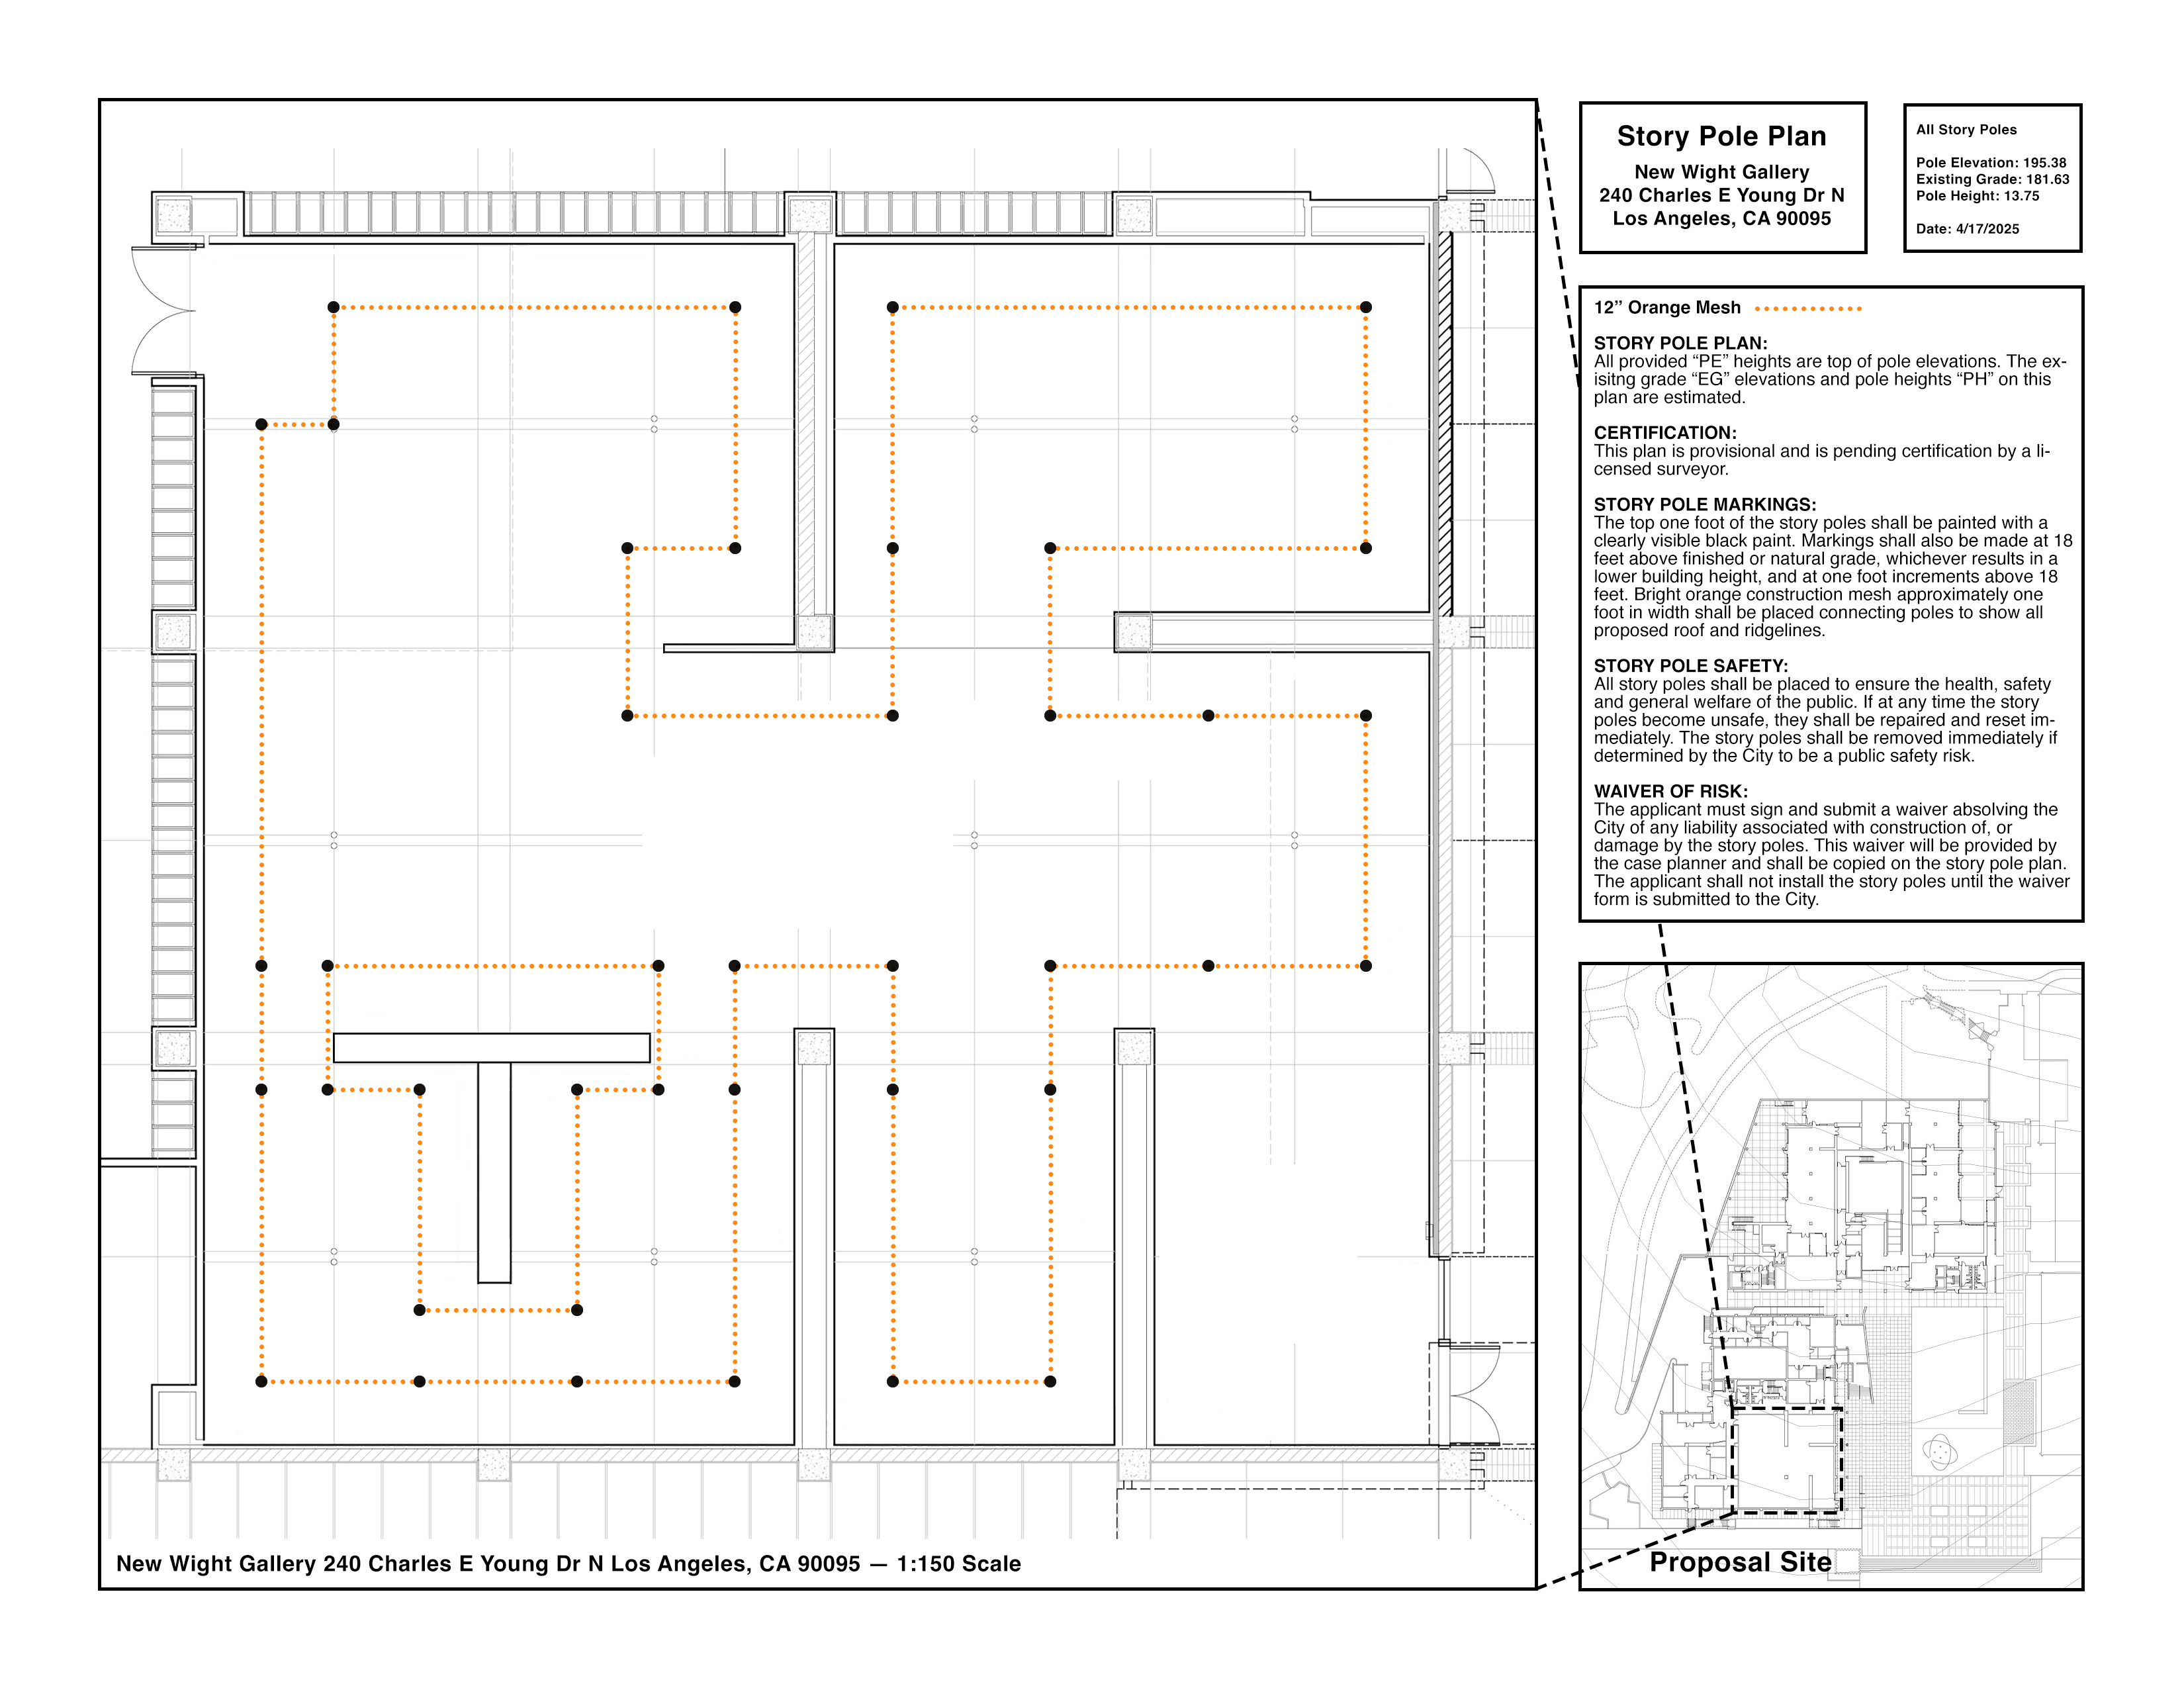 Story Pole Plan
New Wight Gallery
240 Charles E Young Dr N
Los Angeles, CA 90095
All Story Poles
Pole Elevation: 195.38
Existing Grade: 181.63
Pole Height: 13.75
Date: 4/17/2025
12” Orange Mesh
STORY POLE PLAN:
All provided “PE” heights are top of pole elevations. The ex-
isitng grade “EG” elevations and pole heights “PH” on this
plan are estimated.
CERTIFICATION:
This plan is provisional and is pending certification by a li-
censed surveyor.
STORY POLE MARKINGS:
The top one foot of the story poles shall be painted with a
clearly visible black paint. Markings shall also be made at 18
feet above finished or natural grade, whichever results in a
lower building height, and at one foot increments above 18
feet. Bright orange construction mesh approximately one
foot in width shall be placed connecting poles to show all
proposed roof and ridgelines.
STORY POLE SAFETY:
All story poles shall be placed to ensure the health, safety
and general welfare of the public. If at any time the story
poles become unsafe, they shall be repaired and reset im-
mediately. The story poles shall be removed immediately if
determined by the City to be a public safety risk.
WAIVER OF RISK:
The applicant must sign and submit a waiver absolving the
City of any liability associated with construction of, or
damage by the story poles. This waiver will be provided by
the case planner and shall be copied on the story pole plan.
The applicant shall not install the story poles until the waiver
form is submitted to the City.
Proposal Site
New Wight Gallery 240 Charles E Young Dr N Los Angeles, CA 90095 — 1:150 Scale